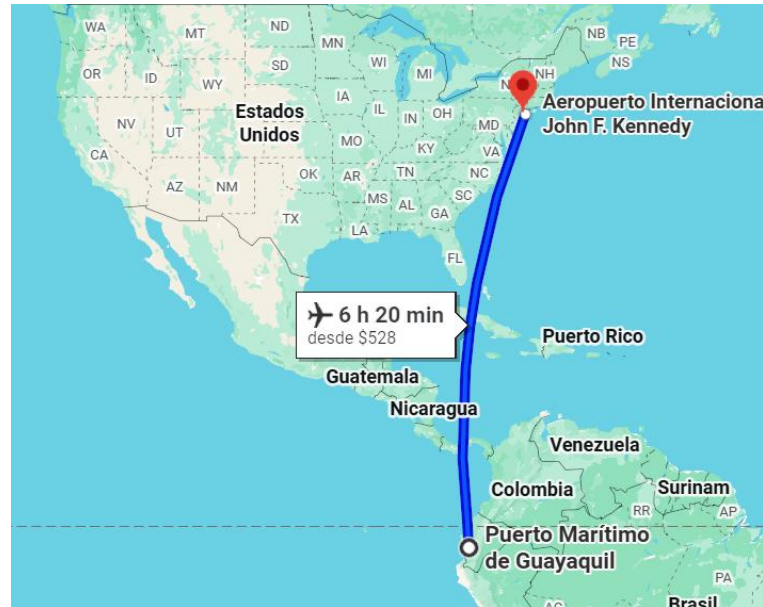 WA
MT
ND
MN
NB
PE
NS
OR
ID
SD
WI
MI
NH
WY
IA
Aeropuerto Internaciona
John F. Kennedy
Estados
Unidos
NV
UT
IL
IN
OH
MD
CA
MO
KY
VA
AZ
NM
OK
AR
TN
NC
SC
TX
MS
AL
GA
LA
FL
6 h 20 min
desde $528
Puerto Rico
Guatemala
Nicaragua
Venezuela
Colombia
Surinam
RR
AP
Puerto Marítimo
de Guayaquil
PA
Brasil